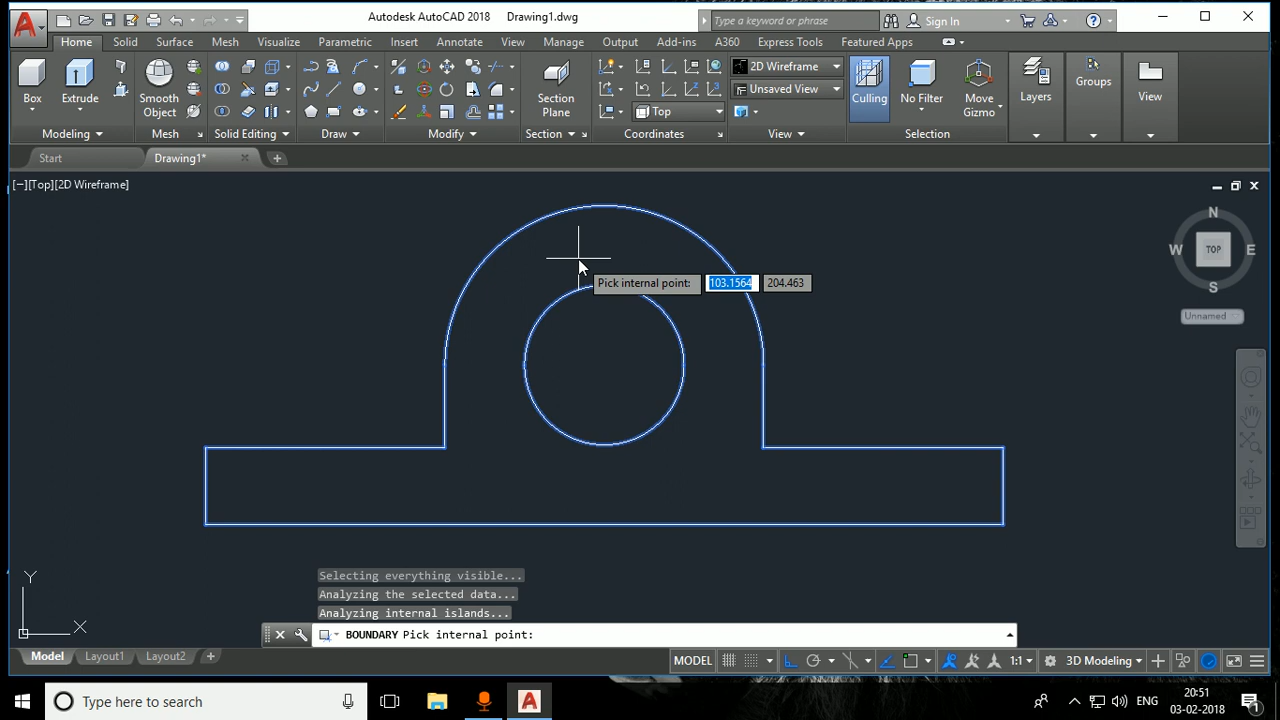 Autodesk AutoCAD 2018 Drawing1.dwg
Type a keyword or phrase
Sign In
Home Solid Surface Mesh Visualize Parametric Insert Annotate View Manage Output Add-ins A360 Express Tools Featured Apps
Box
Extrude
Smooth
Object
Section
Plane
2D Wireframe
Unsaved View
Top
Culling
No Filter
Move
Gizmo
Layers
Groups
View
Modeling
Mesh
Solid Editing
Draw
Modify
Section
Coordinates
View
Selection
Start
Drawing1*
[−][Top][2D Wireframe]
N
W
TOP
E
S
Unnamed
Pick internal point: 103.1564 204.463
Selecting everything visible...
Analyzing the selected data...
Analyzing internal islands...
BOUNDARY Pick internal point:
Y
X
Model
Layout1
Layout2
MODEL
1:1
3D Modeling
Type here to search
ENG
20:51
03-02-2018
1